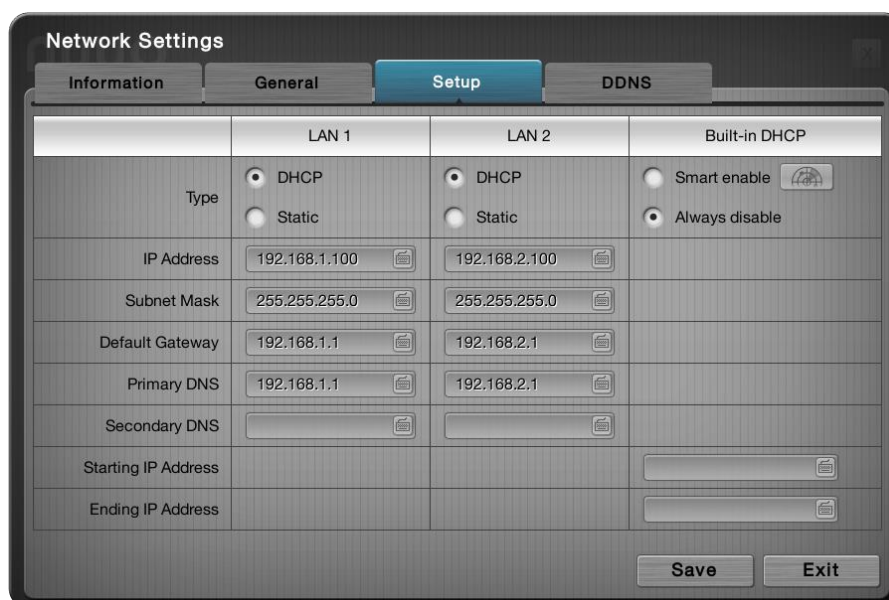 Network Settings
Information General Setup DDNS
LAN 1 LAN 2 Built-in DHCP
Type DHCP DHCP Smart enable
Static Static Always disable
IP Address 192.168.1.100 192.168.2.100
Subnet Mask 255.255.255.0 255.255.255.0
Default Gateway 192.168.1.1 192.168.2.1
Primary DNS 192.168.1.1 192.168.2.1
Secondary DNS
Starting IP Address
Ending IP Address
Save Exit